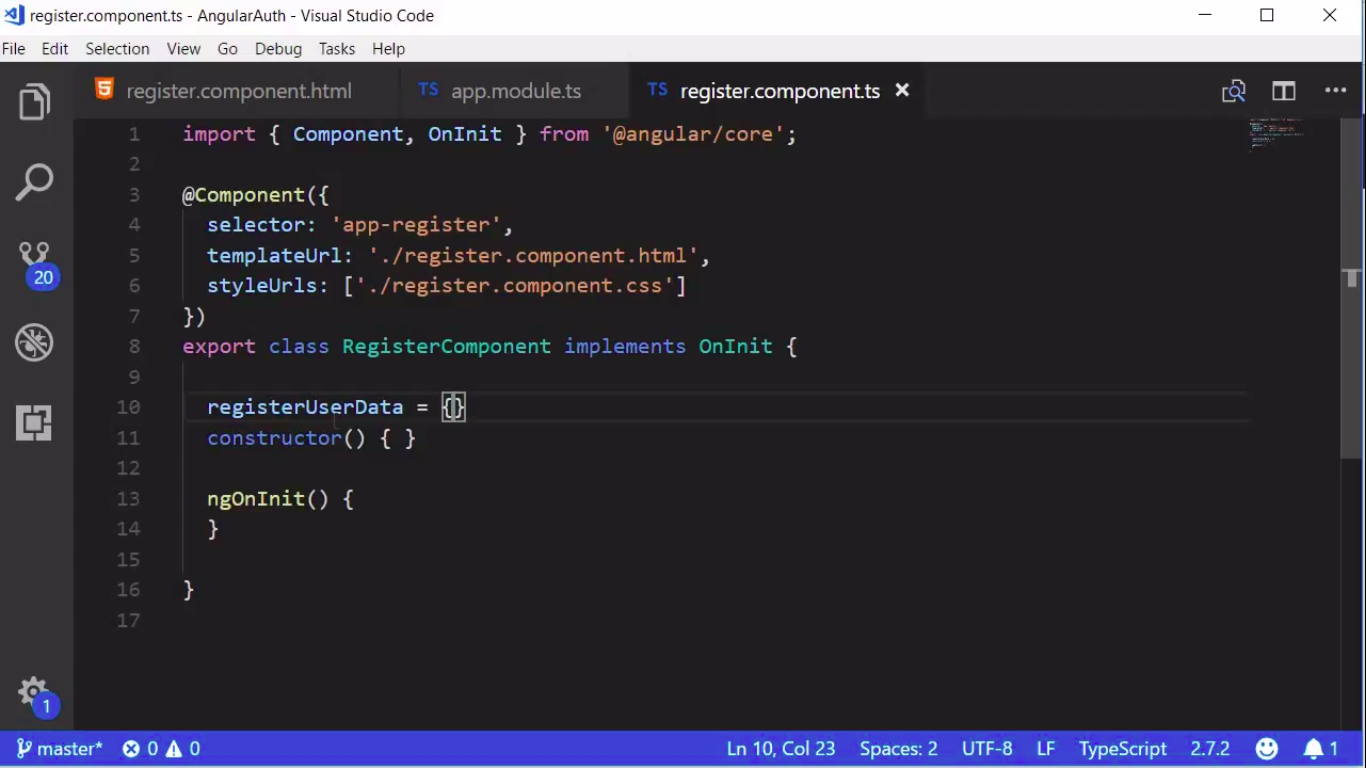 register.component.ts - AngularAuth - Visual Studio Code
File Edit Selection View Go Debug Tasks Help
register.component.html TS app.module.ts TS register.component.ts
1 import { Component, OnInit } from '@angular/core';
2
3 @Component({
4 selector: 'app-register',
5 templateUrl: './register.component.html',
6 styleUrls: ['./register.component.css']
7 })
8 export class RegisterComponent implements OnInit {
9
10 registerUserData = {}
11 constructor() { }
12
13 ngOnInit() {
14 }
15
16 }
17
20
1
master* 0 0 Ln 10, Col 23 Spaces: 2 UTF-8 LF TypeScript 2.7.2 1